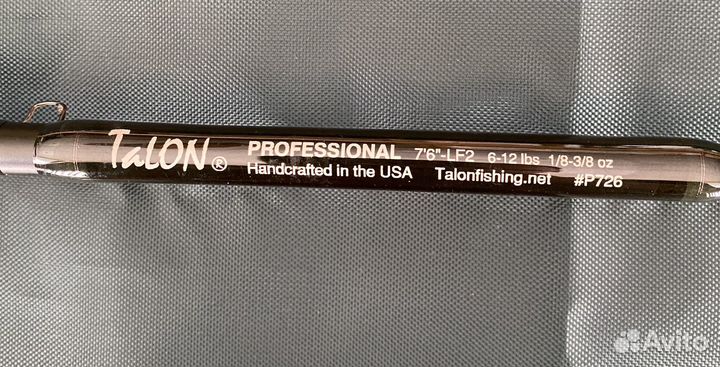 TaLON® PROFESSIONAL 7'6"-LF2 6-12 lbs 1/8-3/8 oz
Handcrafted in the USA Talonfishing.net #P726
Avito